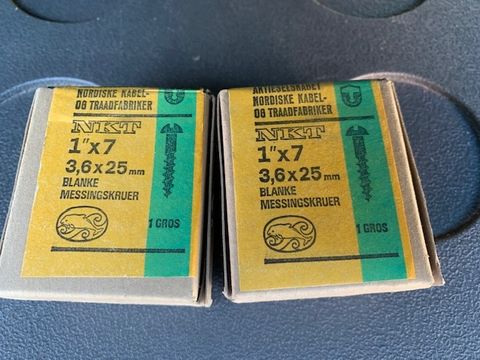 NORDISKE KABEL-
OG TRAADFABRIKER
NKT
1"x7
3,6x25mm
BLANKE
MESSINGSKRUER
1 GROS
AKTIESELSKABET
NORDISKE KABEL-
OG TRAADFABRIKER
NKT
1"x7
3,6x25mm
BLANKE
MESSINGSKRUER
1 GROS